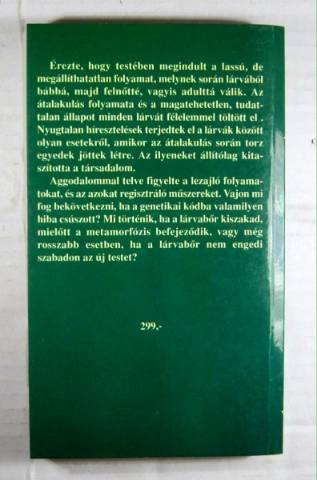 Érezte, hogy testében megindult a lassú, de
megállíthatatlan folyamat, melynek során lárvából
bábbá, majd felnőtté, vagyis adulttá válik. Az
átalakulás folyamata és a magatehetetlen, tudat-
talan állapot minden lárvát félelemmel töltött el .
Nyugtalan híresztelések terjedtek el a lárvák között
olyan esetekről, amikor az átalakulás során torz
egyedek jöttek létre. Az ilyeneket állítólag kita-
szította a társadalom.
Aggodalommal telve figyelte a lezajló folyama-
tokat, és az azokat regisztráló műszereket. Vajon mi
fog bekövetkezni, ha a genetikai kódba valamilyen
hiba csúszott? Mi történik, ha a lárvabőr kiszakad,
mielőtt a metamorfózis befejeződik, vagy még
rosszabb esetben, ha a lárvabőr nem engedi
szabadon az új testet?
299,-